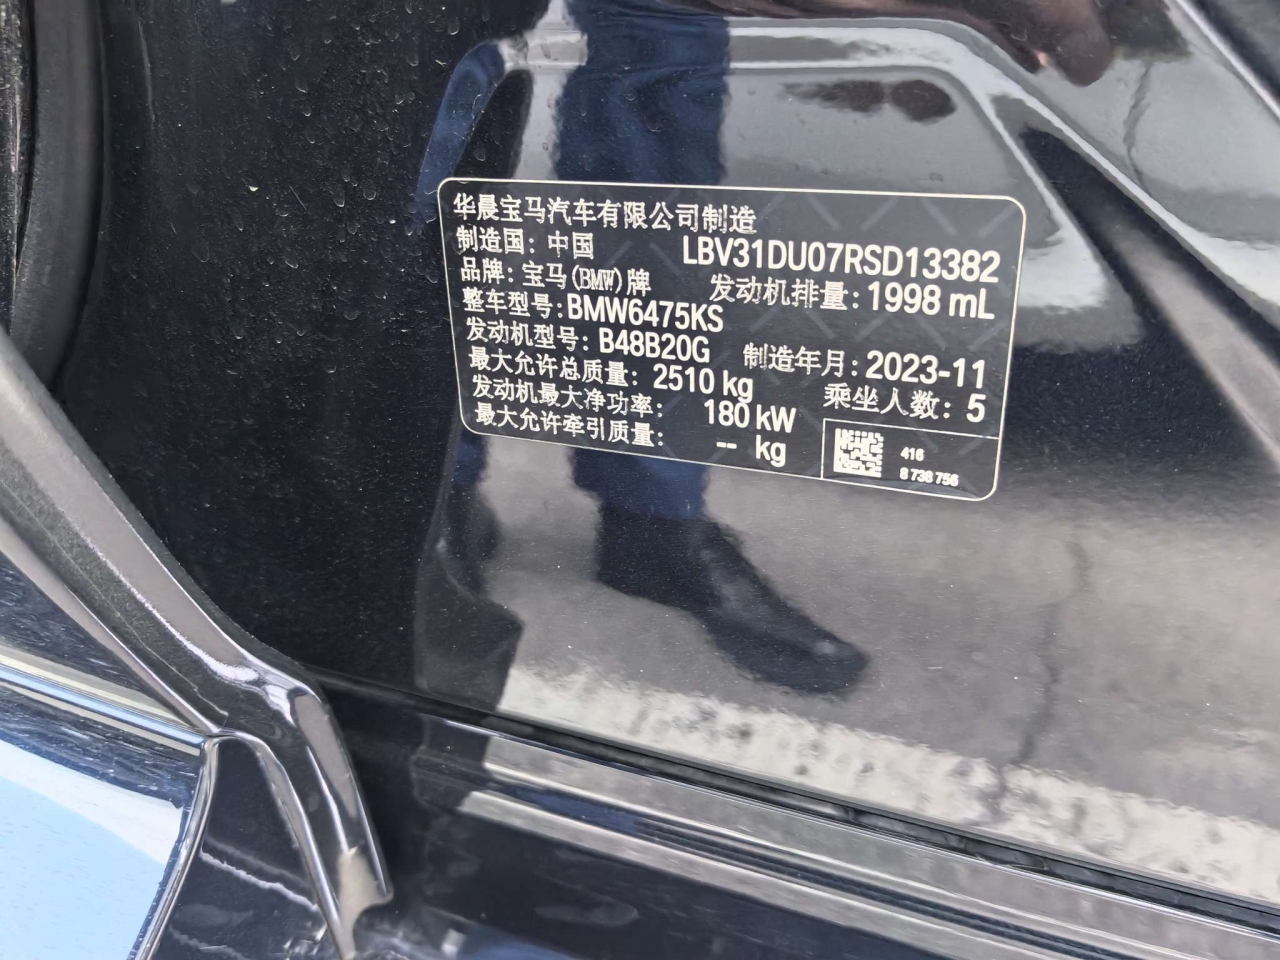 华晨宝马汽车有限公司制造
制造国：中国 LBV31DU07RSD13382
品牌：宝马(BMW)牌 发动机排量：1998 mL
整车型号：BMW6475KS
发动机型号：B48B20G 制造年月：2023-11
最大允许总质量：2510 kg 乘坐人数：5
发动机最大净功率：180 kW
最大允许牵引质量：-- kg
416
8 738 756